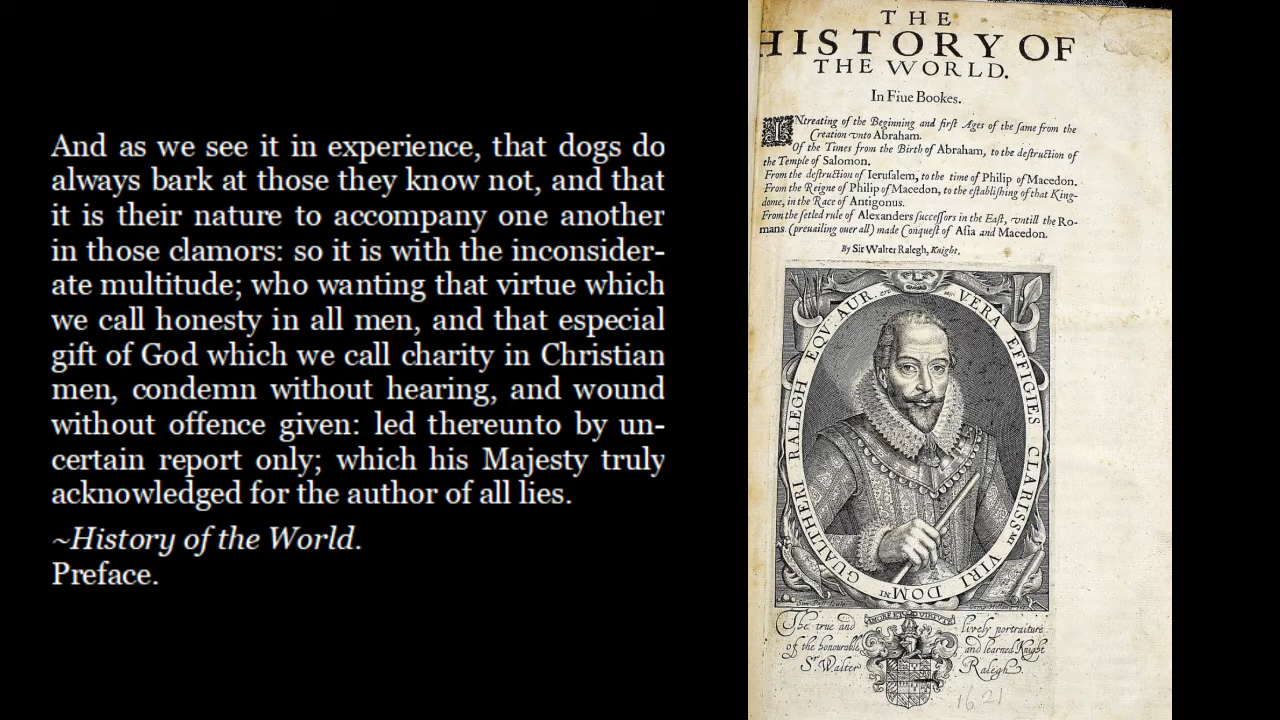 And as we see it in experience, that dogs do
always bark at those they know not, and that
it is their nature to accompany one another
in those clamors: so it is with the inconsider-
ate multitude; who wanting that virtue which
we call honesty in all men, and that especial
gift of God which we call charity in Christian
men, condemn without hearing, and wound
without offence given: led thereunto by un-
certain report only; which his Majesty truly
acknowledged for the author of all lies.
~History of the World.
Preface.
THE
HISTORY OF
THE WORLD.
In Fiue Bookes.
INtreating of the Beginning and first Ages of the same from the
Creation vnto Abraham.
Of the Times from the Birth of Abraham, to the destruction of
the Temple of Salomon.
From the destruction of Ierusalem, to the time of Philip of Macedon.
From the Reigne of Philip of Macedon, to the establishing of that King-
dome, in the Race of Antigonus.
From the setled rule of Alexanders successors in the East, vntill the Ro-
mans (preuailing ouer all) made Conquest of Asia and Macedon.
By Sir Walter Ralegh, Knight.
VERA EFFIGIES CLARISSMI VIRI DOMINI GUALTHERI RALEGH EQV. AUR. etc
AMORE ET VIRTUTE
The true and lively portraiture
of the honourable and learned Knight
Sr. Walter Ralegh.
1621